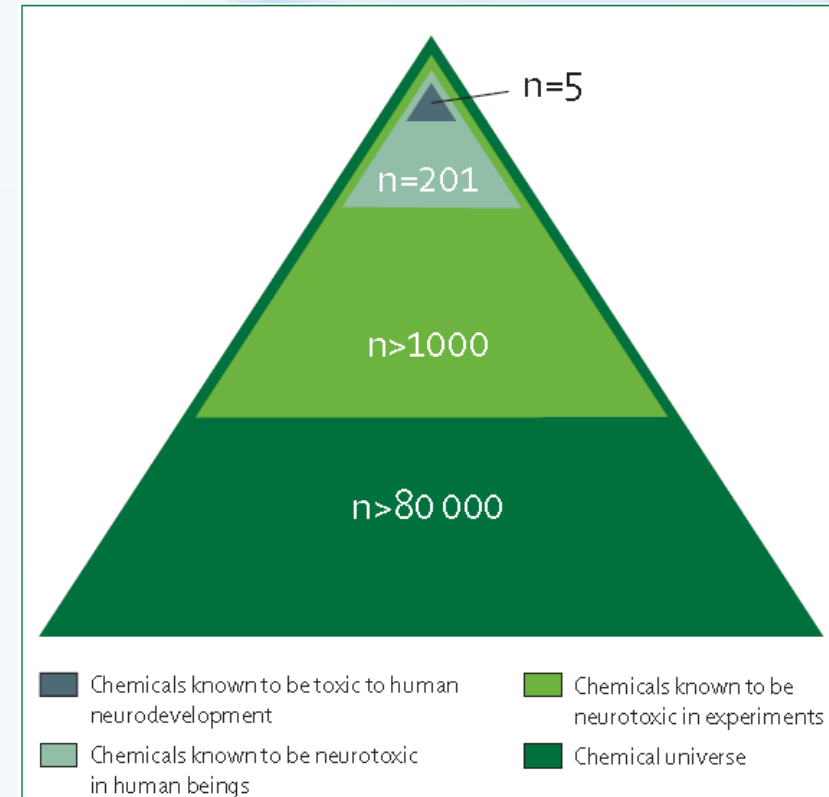 n=5
n=201
n>1000
n>80 000
Chemicals known to be toxic to human
neurodevelopment
Chemicals known to be neurotoxic
in human beings
Chemicals known to be
neurotoxic in experiments
Chemical universe